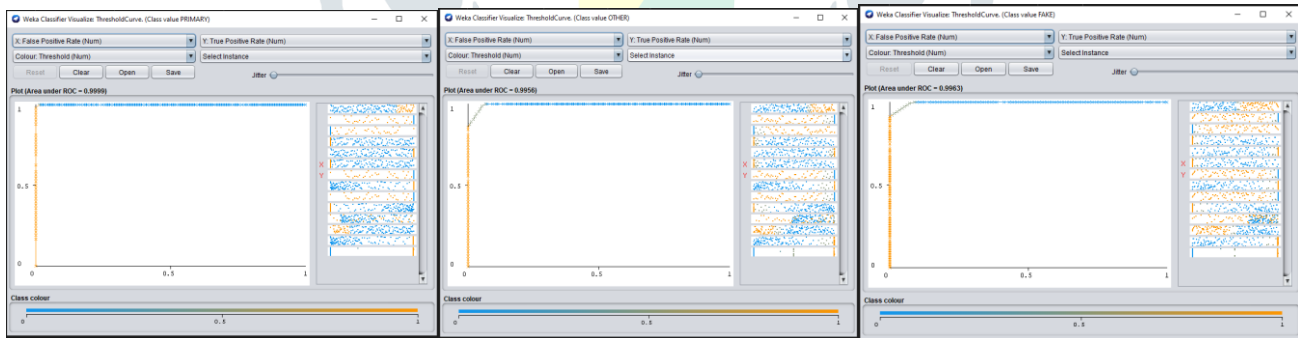 Weka Classifier Visualize: ThresholdCurve. (Class value PRIMARY)
X: False Positive Rate (Num)
Y: True Positive Rate (Num)
Colour: Threshold (Num)
Select Instance
Reset
Clear
Open
Save
Jitter
Plot (Area under ROC = 0.9999)
1
0.5
0
0
0.5
1
X
Y
Class colour
0
0.5
1
Weka Classifier Visualize: ThresholdCurve. (Class value OTHER)
X: False Positive Rate (Num)
Y: True Positive Rate (Num)
Colour: Threshold (Num)
Select Instance
Reset
Clear
Open
Save
Jitter
Plot (Area under ROC = 0.9956)
1
0.5
0
0
0.5
1
X
Y
Class colour
0
0.5
1
Weka Classifier Visualize: ThresholdCurve. (Class value FAKE)
X: False Positive Rate (Num)
Y: True Positive Rate (Num)
Colour: Threshold (Num)
Select Instance
Reset
Clear
Open
Save
Jitter
Plot (Area under ROC = 0.9963)
1
0.5
0
0
0.5
1
X
Y
Class colour
0
0.5
1